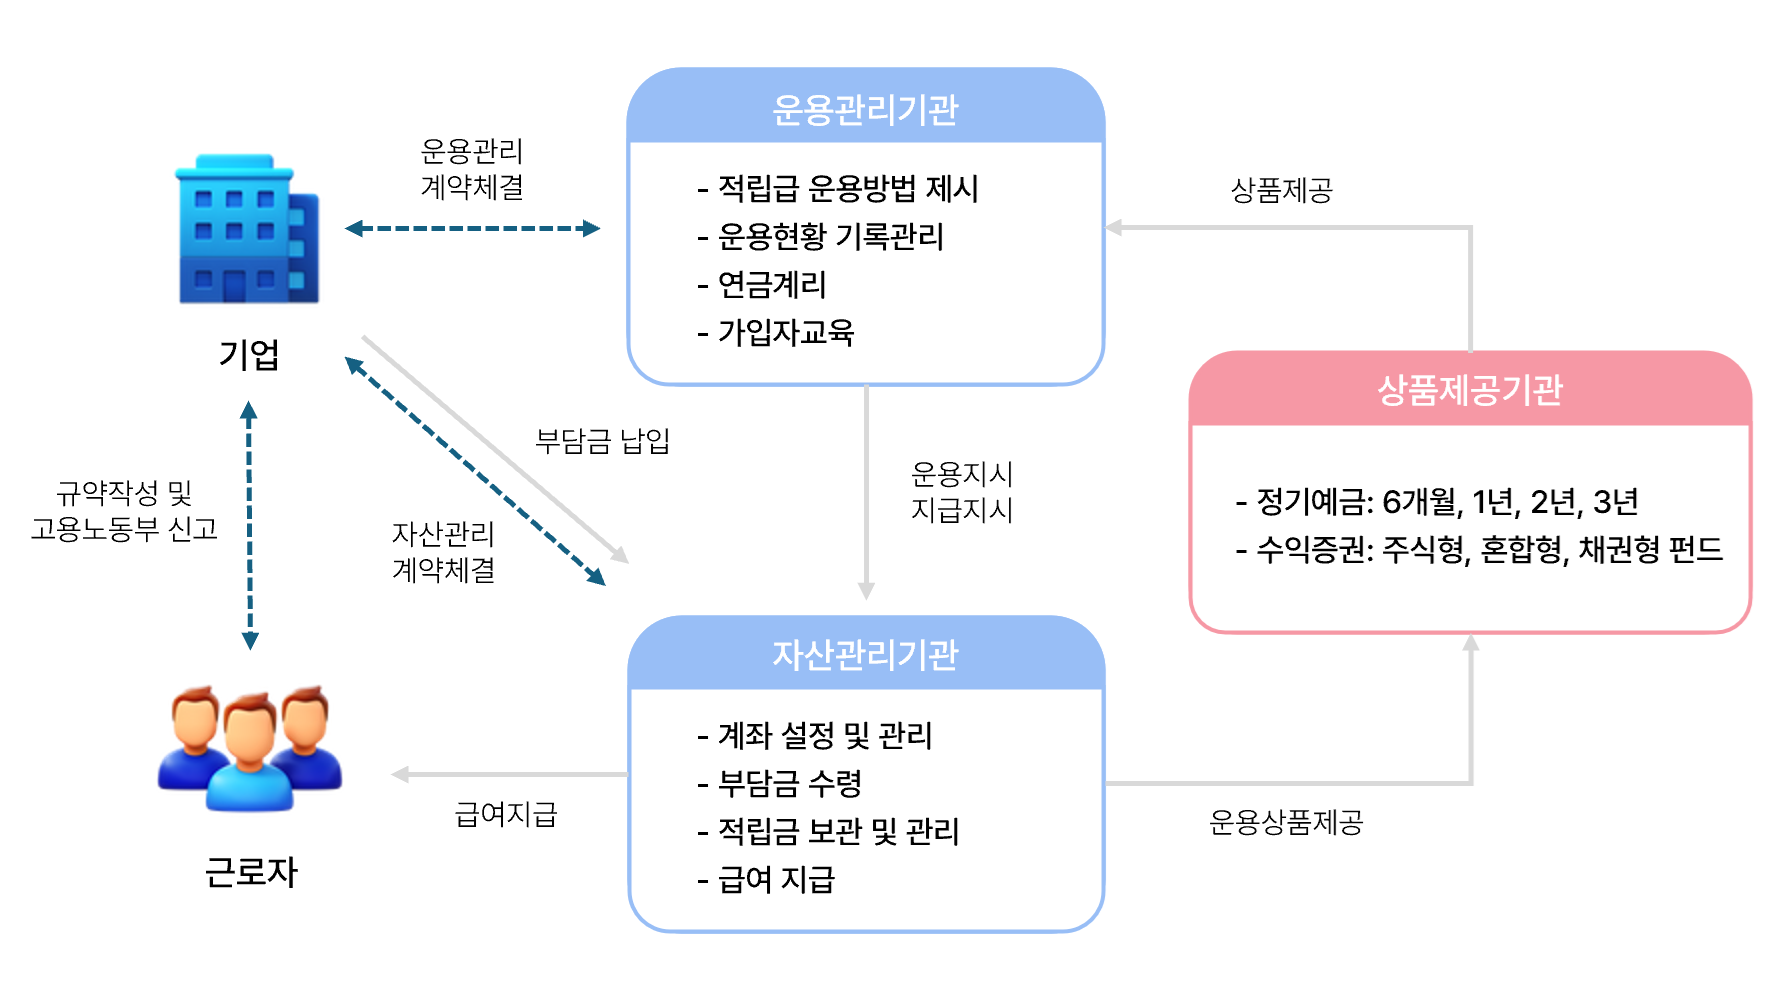 운용관리기관
- 적립급 운용방법 제시
- 운용현황 기록관리
- 연금계리
- 가입자교육
운용관리
계약체결
상품제공
기업
상품제공기관
- 정기예금: 6개월, 1년, 2년, 3년
- 수익증권: 주식형, 혼합형, 채권형 펀드
부담금 납입
운용지시
지급지시
규약작성 및
고용노동부 신고
자산관리
계약체결
자산관리기관
- 계좌 설정 및 관리
- 부담금 수령
- 적립금 보관 및 관리
- 급여 지급
급여지급
운용상품제공
근로자